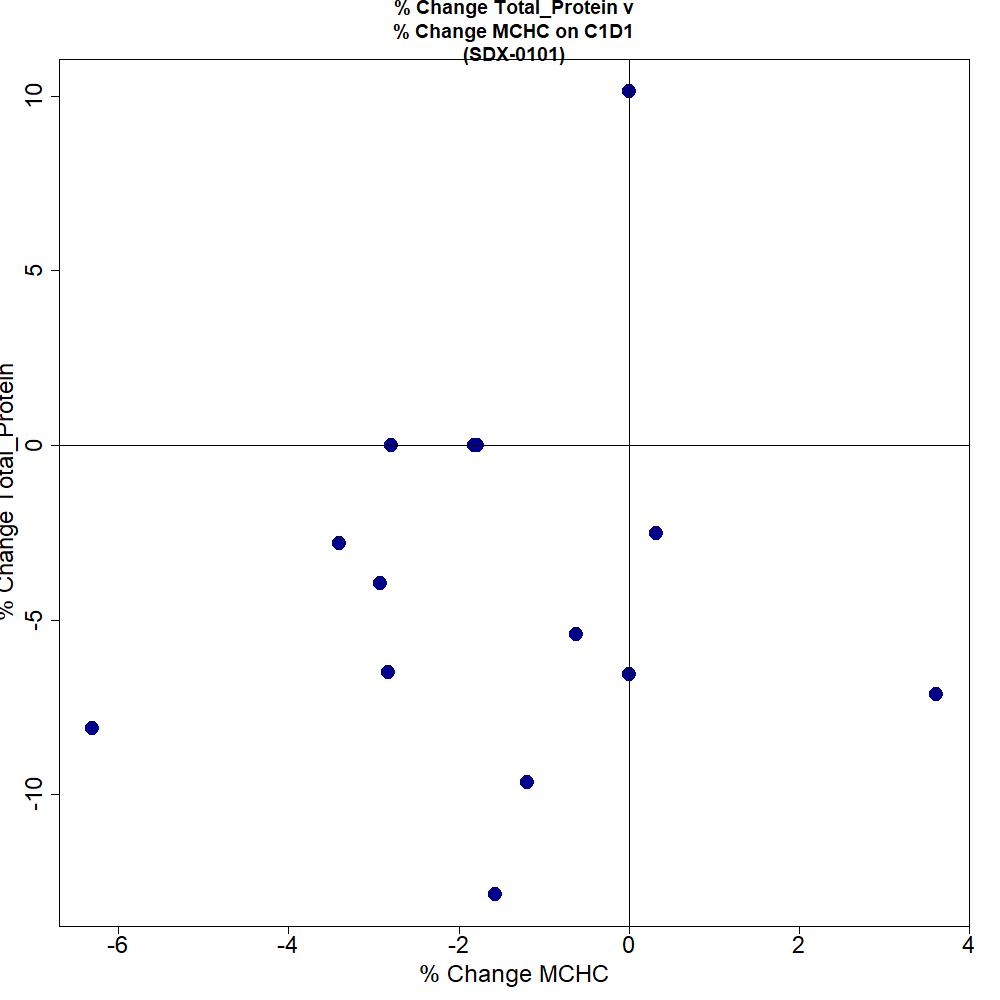 % Change Total_Protein v
% Change MCHC on C1D1
(SDX-0101)
10
5
0
-5
-10
% Change Total_Protein
-6 -4 -2 0 2 4
% Change MCHC